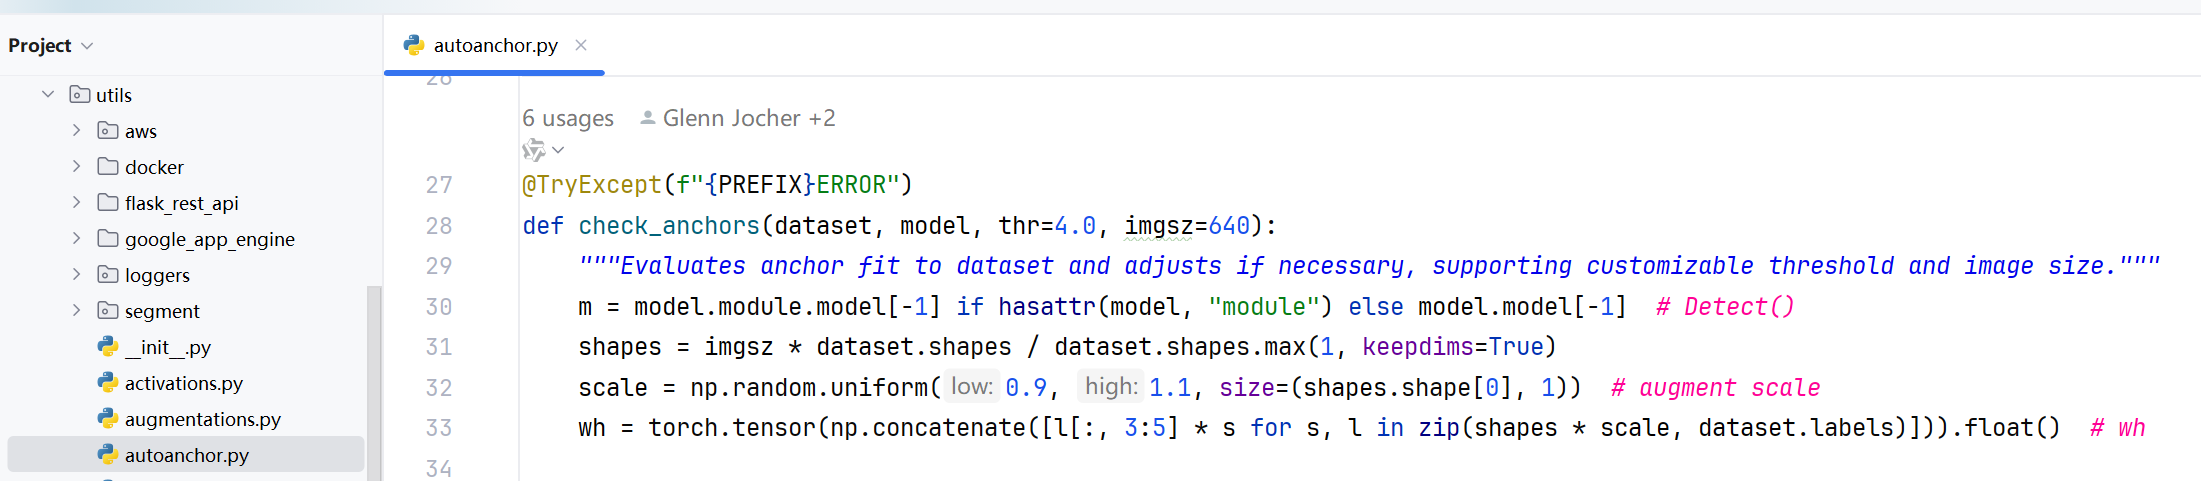 Project
autoanchor.py
utils
aws
docker
flask_rest_api
google_app_engine
loggers
segment
__init__.py
activations.py
augmentations.py
autoanchor.py
26
6 usages Glenn Jocher +2
27 @TryExcept(f"{PREFIX}ERROR")
28 def check_anchors(dataset, model, thr=4.0, imgsz=640):
29 """Evaluates anchor fit to dataset and adjusts if necessary, supporting customizable threshold and image size."""
30 m = model.module.model[-1] if hasattr(model, "module") else model.model[-1]  # Detect()
31 shapes = imgsz * dataset.shapes / dataset.shapes.max(1, keepdims=True)
32 scale = np.random.uniform( low: 0.9, high: 1.1, size=(shapes.shape[0], 1))  # augment scale
33 wh = torch.tensor(np.concatenate([l[:, 3:5] * s for s, l in zip(shapes * scale, dataset.labels)])).float()  # wh
34